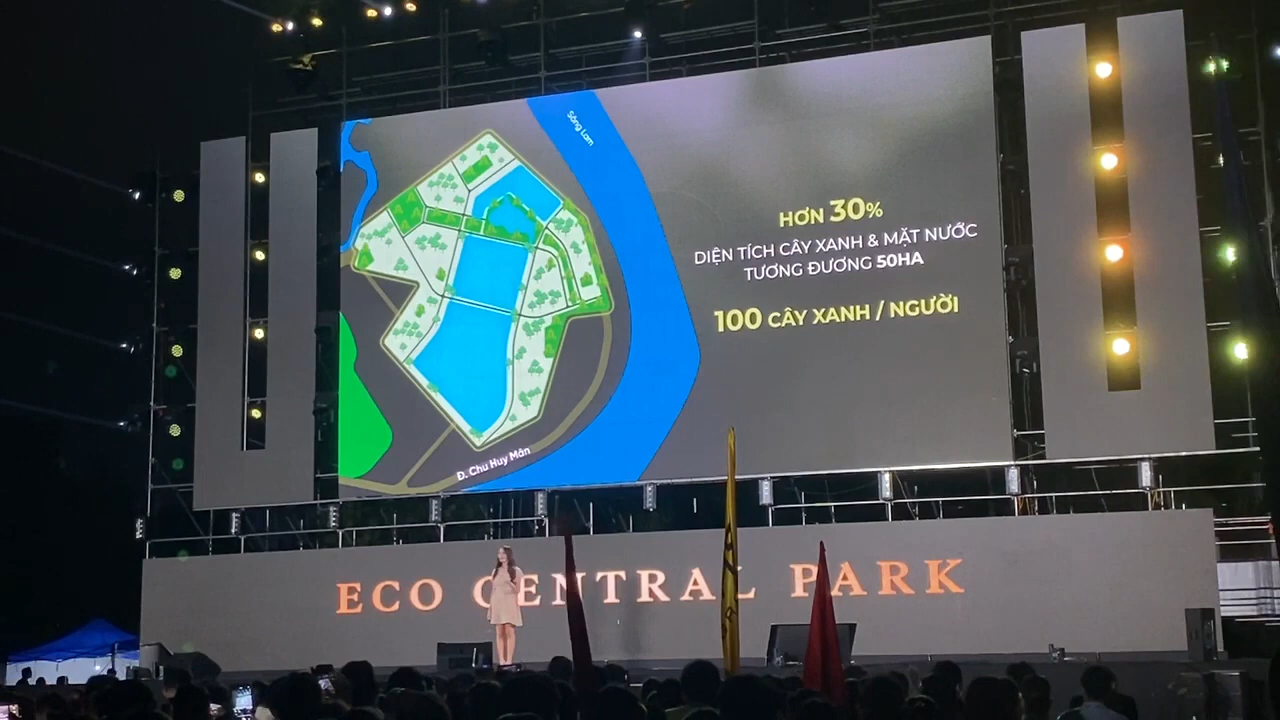 Sông Lam
HƠN 30%
DIỆN TÍCH CÂY XANH & MẶT NƯỚC
TƯƠNG ĐƯƠNG 50HA
100 CÂY XANH / NGƯỜI
Đ. Chu Huy Mân
ECO CENTRAL PARK